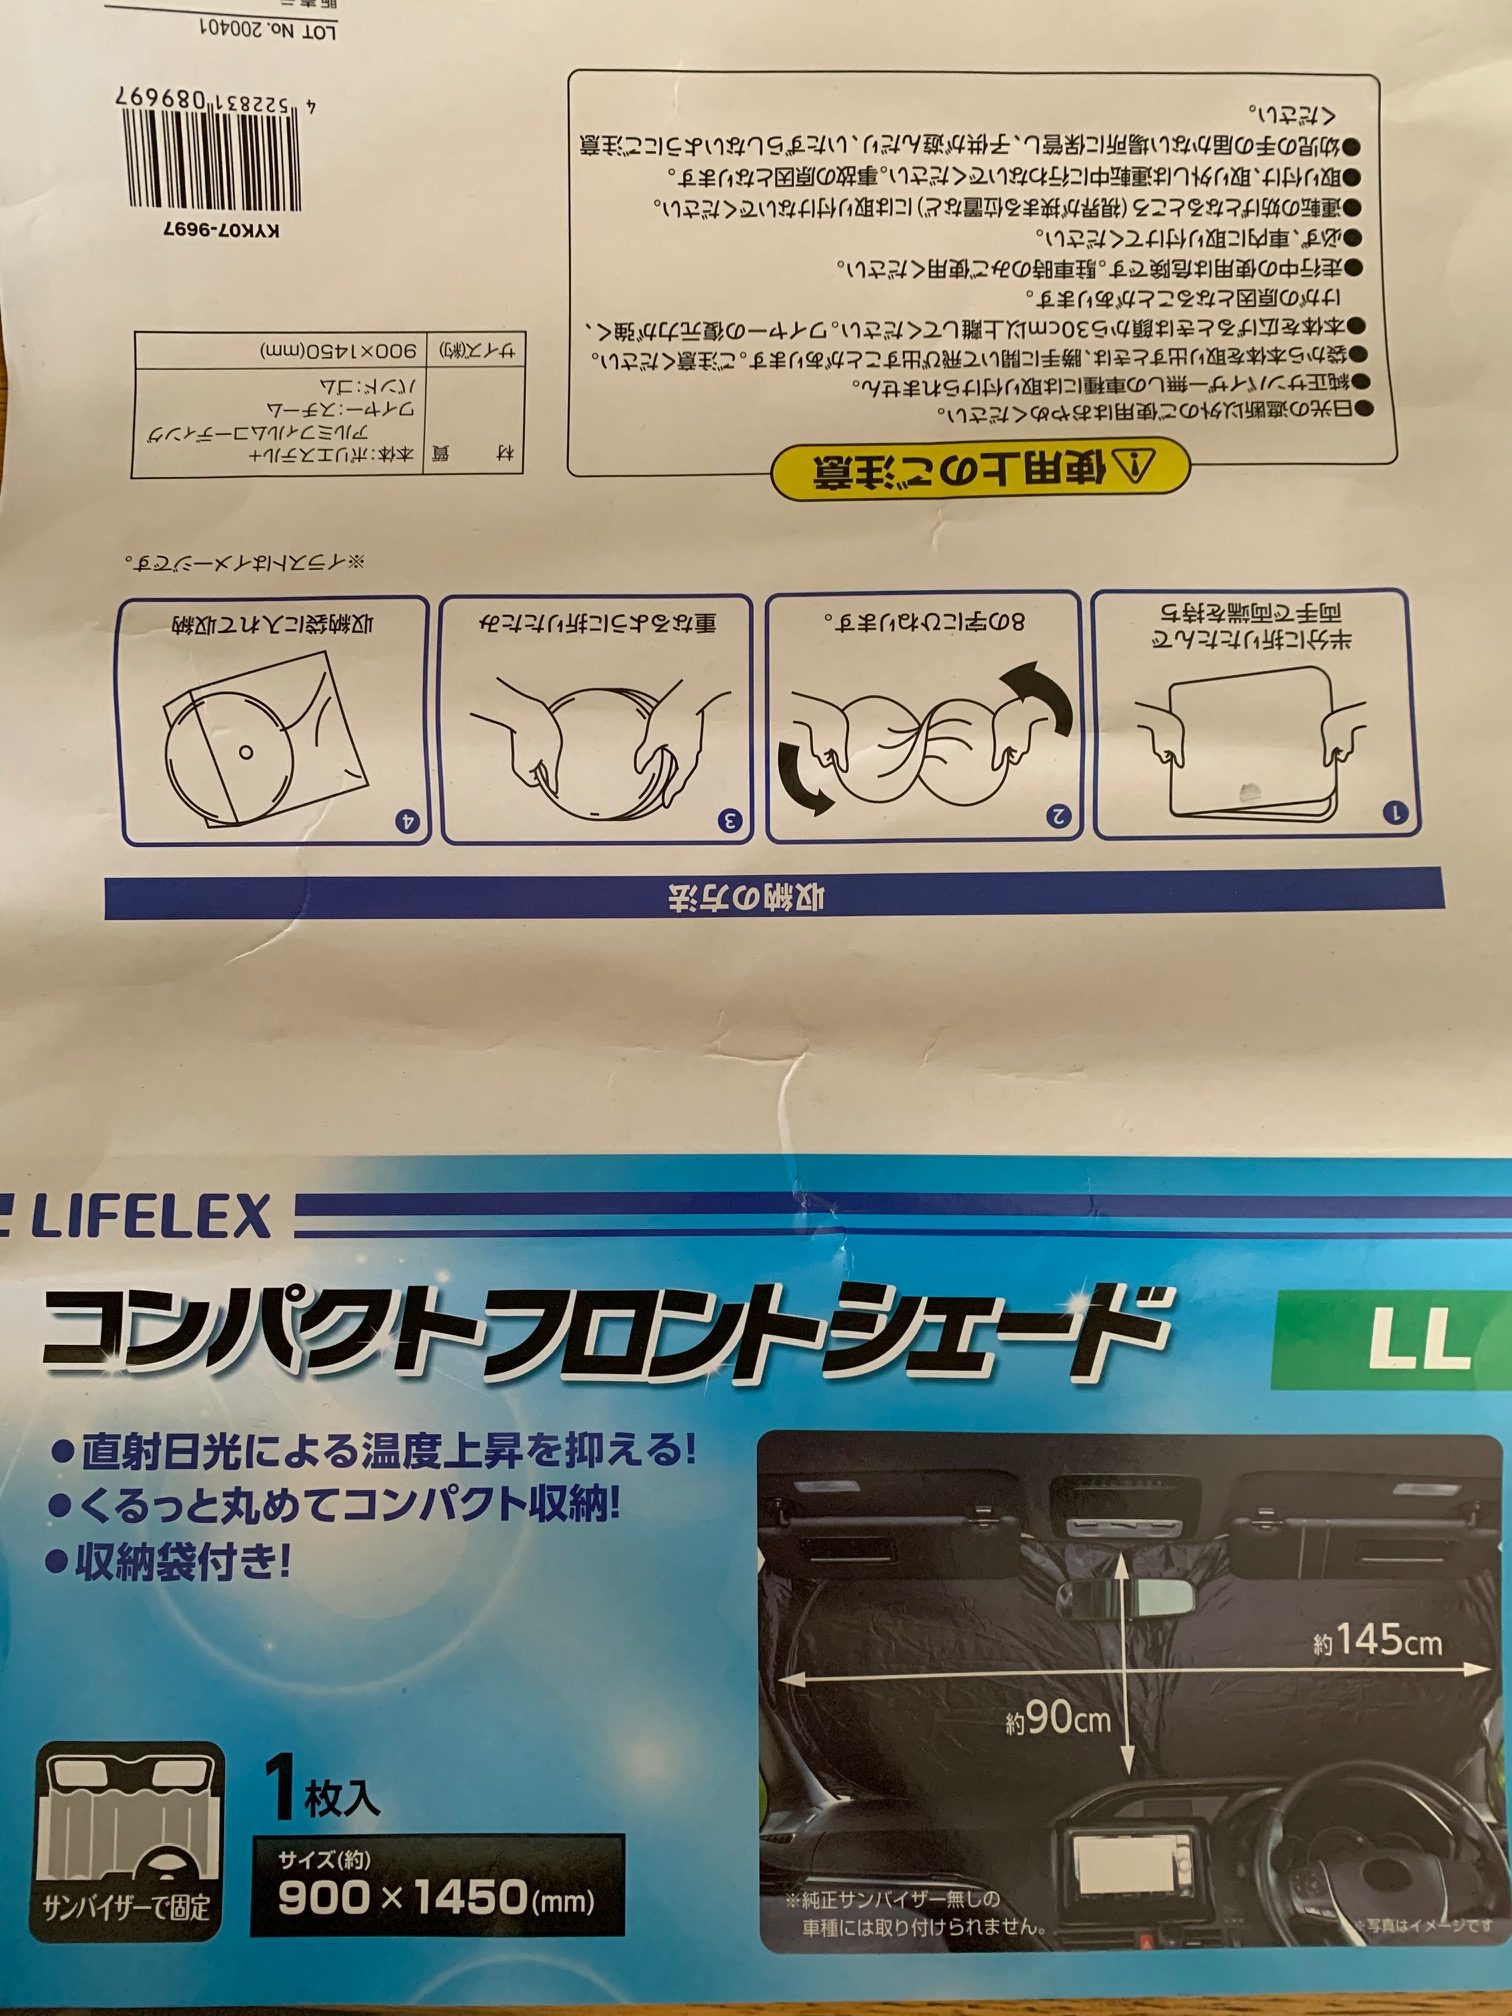 LIFELEX
コンパクトフロントシェード
LL
●直射日光による温度上昇を抑える!
●くるっと丸めてコンパクト収納!
●収納袋付き!
約145cm
約90cm
※純正サンバイザー無しの
車種には取り付けられません。
※写真はイメージです
サンバイザーで固定
1枚入
サイズ(約)
900×1450(mm)
収納の方法
1
半分に折りたたんで
両手で両端を持ち
2
8の字にひねります。
3
重なるように折りたたみ
4
収納袋に入れて収納
※イラストはイメージです。
⚠使用上のご注意
●日光の遮断以外のご使用はおやめください。
●純正サンバイザー無しの車種には取り付けられません。
●袋から本体を取り出すときは、勝手に開いて飛び出すことがあります。ご注意ください。
●本体を広げるときは顔から30cm以上離してください。ワイヤーの復元力が強く、
けがの原因となることがあります。
●走行中の使用は危険です。駐車時のみご使用ください。
●必ず、車内に取り付けてください。
●運転の妨げとなるところ(視界が狭まる位置など)には取り付けないでください。
●取り付け、取り外しは運転中に行わないでください。事故の原因となります。
●幼児の手の届かない場所に保管し、子供が遊んだり、いたずらしないようにご注意
ください。
材質 本体:ポリエステル+
アルミフィルムコーティング
ワイヤー:スチーム
バンド:ゴム
サイズ(約) 900×1450(mm)
KYK07-9697
4 522831 089697
LOT No. 200401